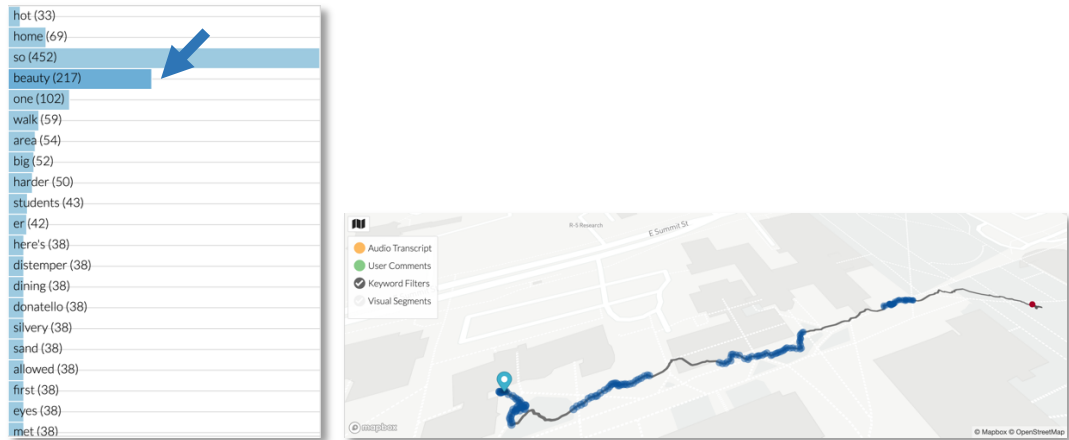 hot (33)
home (69)
so (452)
beauty (217)
one (102)
walk (59)
area (54)
big (52)
harder (50)
students (43)
er (42)
here's (38)
distemper (38)
dining (38)
donatello (38)
silvery (38)
sand (38)
allowed (38)
first (38)
eyes (38)
met (38)
R-S Research
E Summit St
Audio Transcript
User Comments
Keyword Filters
Visual Segments
mapbox
© Mapbox © OpenStreetMap